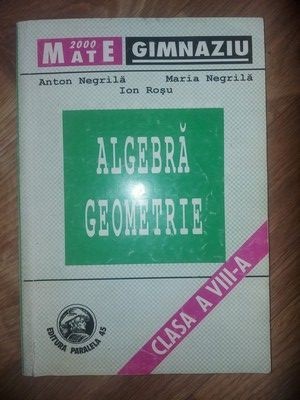 2000
MATE GIMNAZIU
Anton Negrilă Maria Negrilă
Ion Roșu
ALGEBRĂ
GEOMETRIE
CLASA A VIII-A
EDITURA PARALELA 45